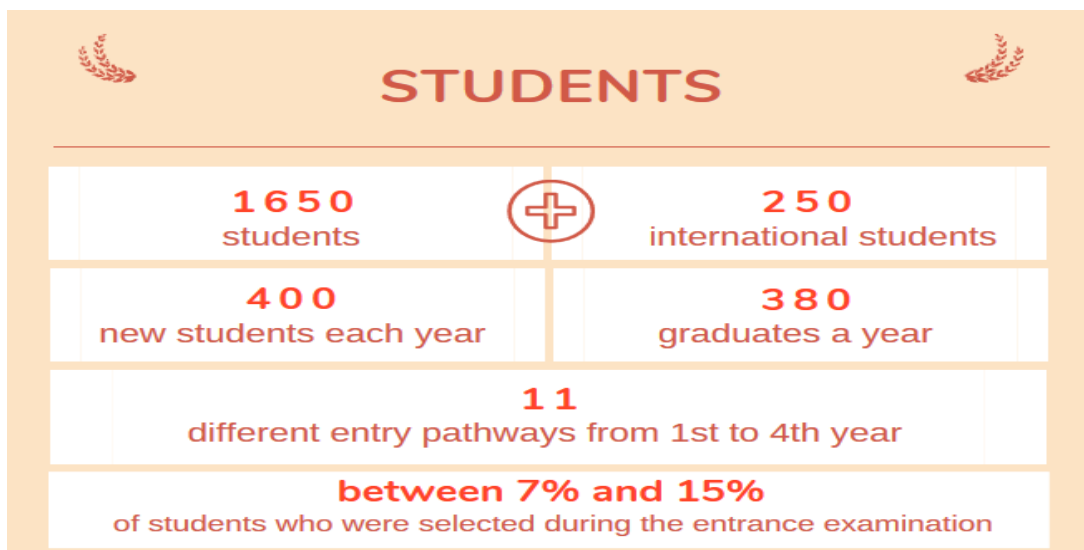 STUDENTS
1650
students
250
international students
400
new students each year
380
graduates a year
11
different entry pathways from 1st to 4th year
between 7% and 15%
of students who were selected during the entrance examination